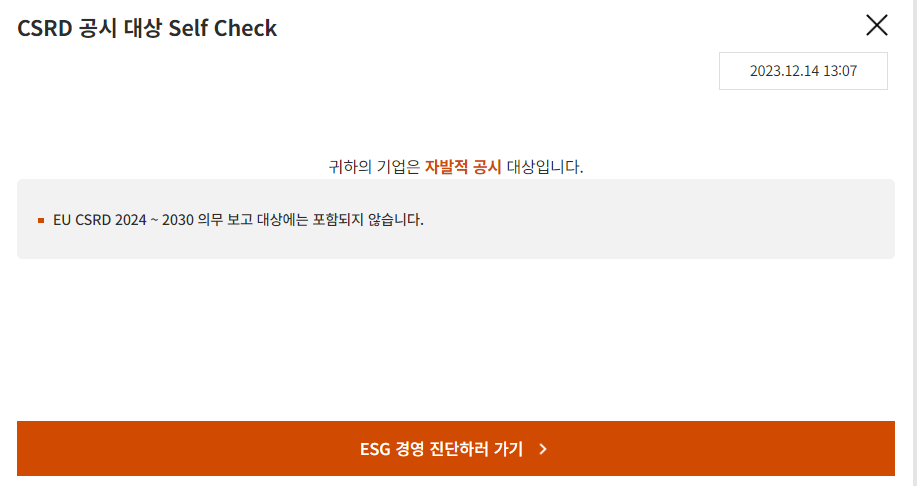 CSRD 공시 대상 Self Check
2023.12.14 13:07
귀하의 기업은 자발적 공시 대상입니다.
EU CSRD 2024 ~ 2030 의무 보고 대상에는 포함되지 않습니다.
ESG 경영 진단하러 가기